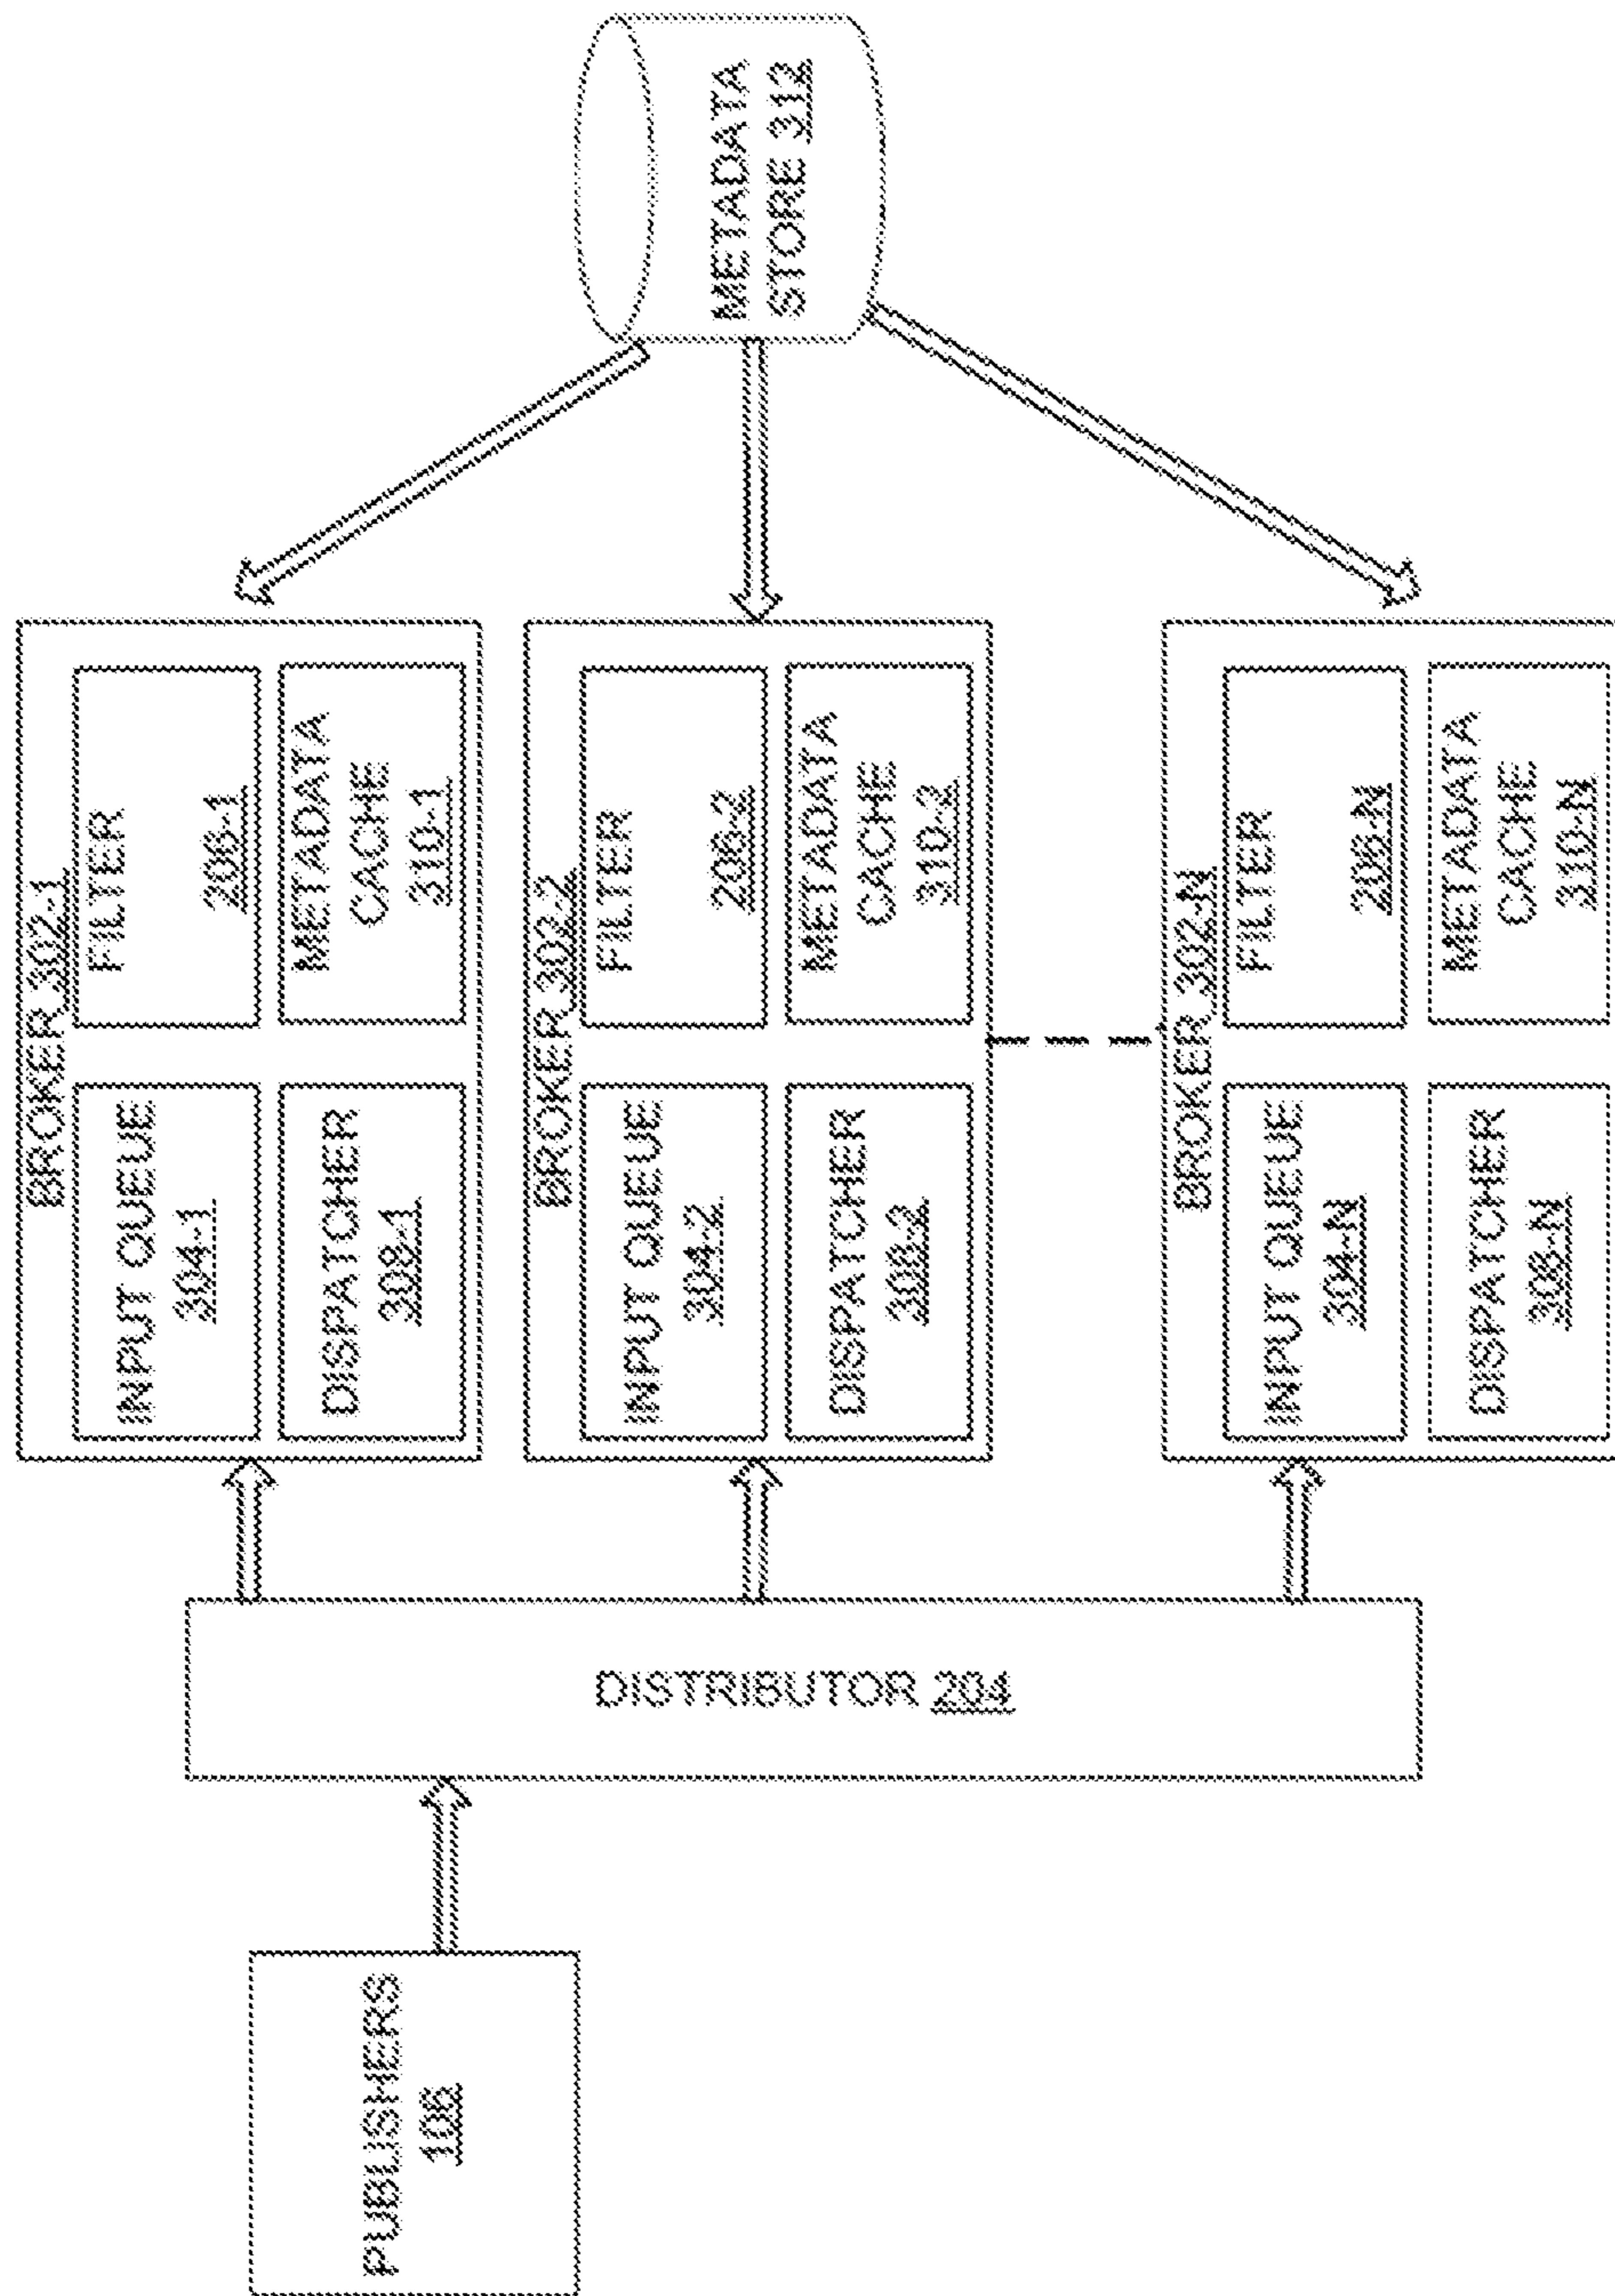 PUBLISHERS
106
DISTRIBUTOR 204
BROKER 302-1
INPUT QUEUE
304-1
FILTER
206-1
DISPATCHER
308-1
METADATA
CACHE
310-1
BROKER 302-2
INPUT QUEUE
304-2
FILTER
206-2
DISPATCHER
308-2
METADATA
CACHE
310-2
BROKER 302-N
INPUT QUEUE
304-N
FILTER
206-N
DISPATCHER
308-N
METADATA
CACHE
310-N
METADATA
STORE 312